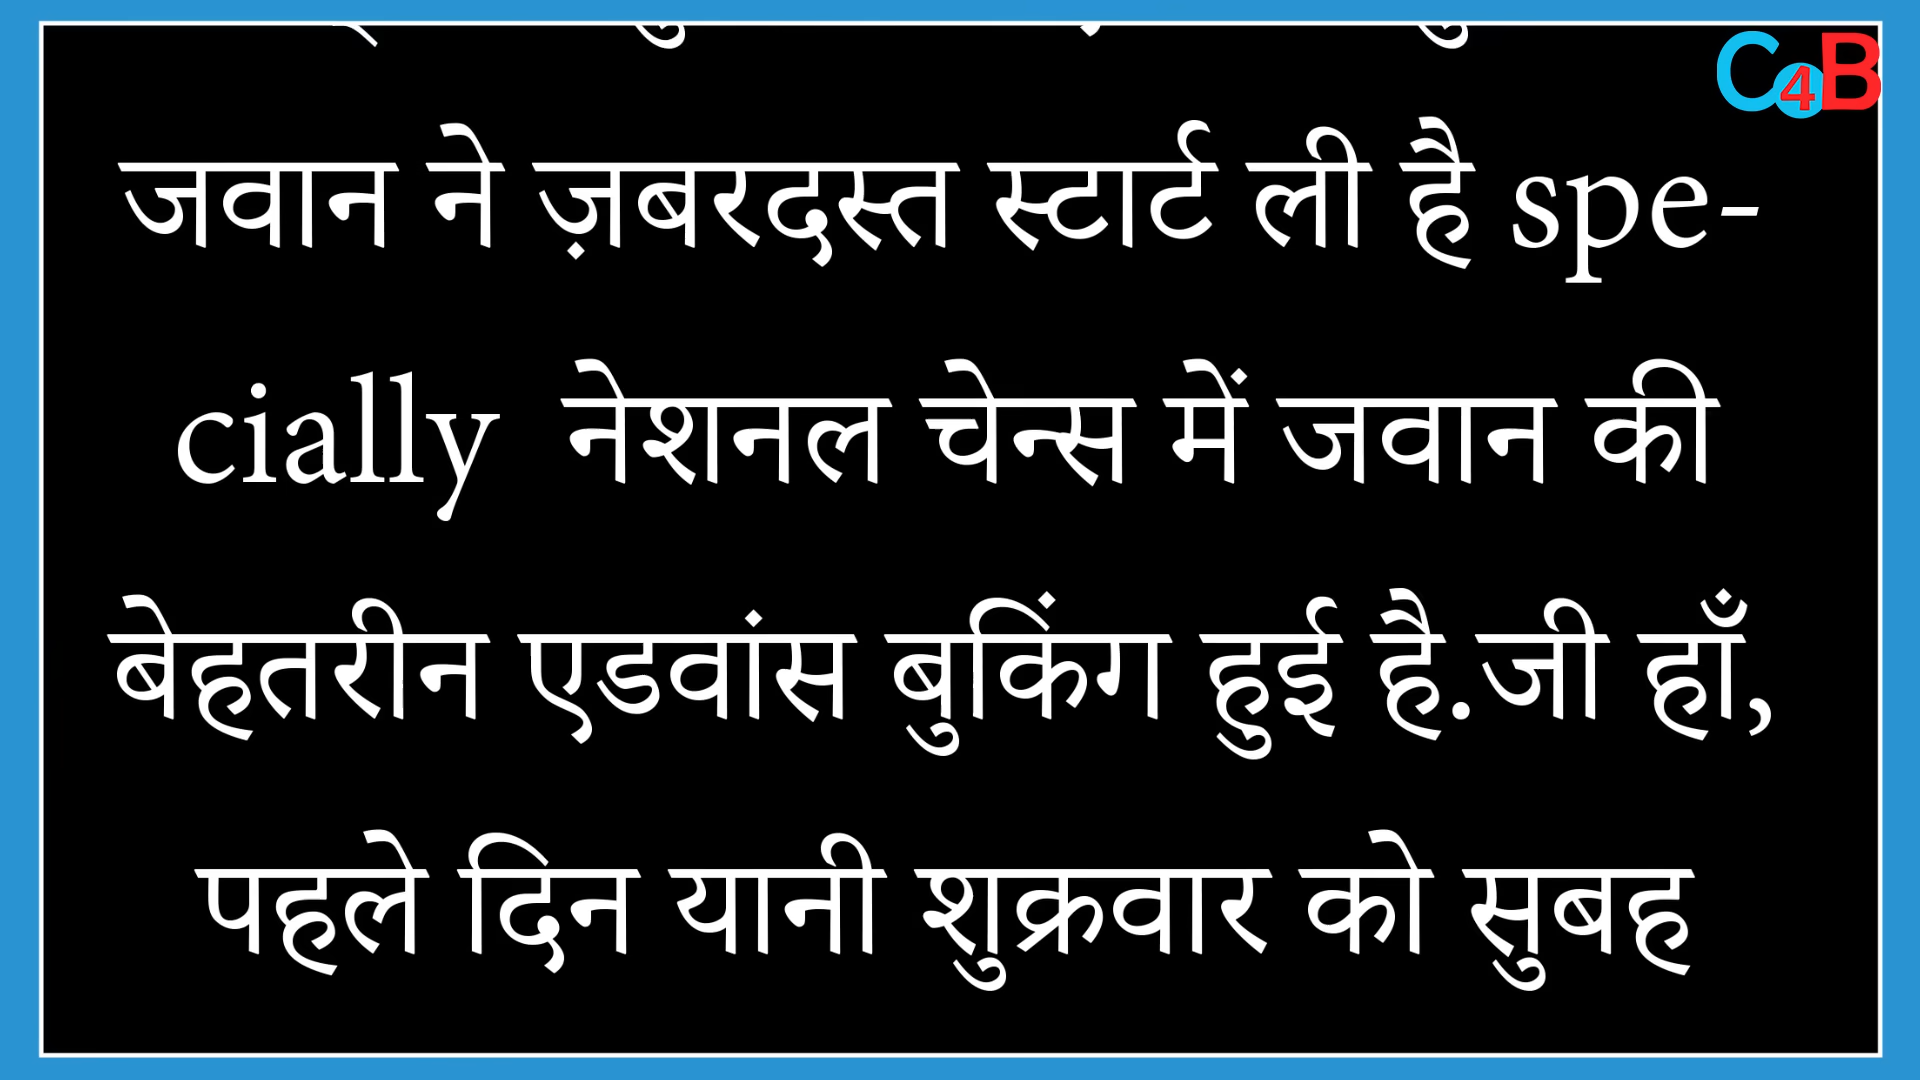 C4B
जवान ने ज़बरदस्त स्टार्ट ली है spe-
cially नेशनल चेन्स में जवान की
बेहतरीन एडवांस बुकिंग हुई है.जी हाँ,
पहले दिन यानी शुक्रवार को सुबह